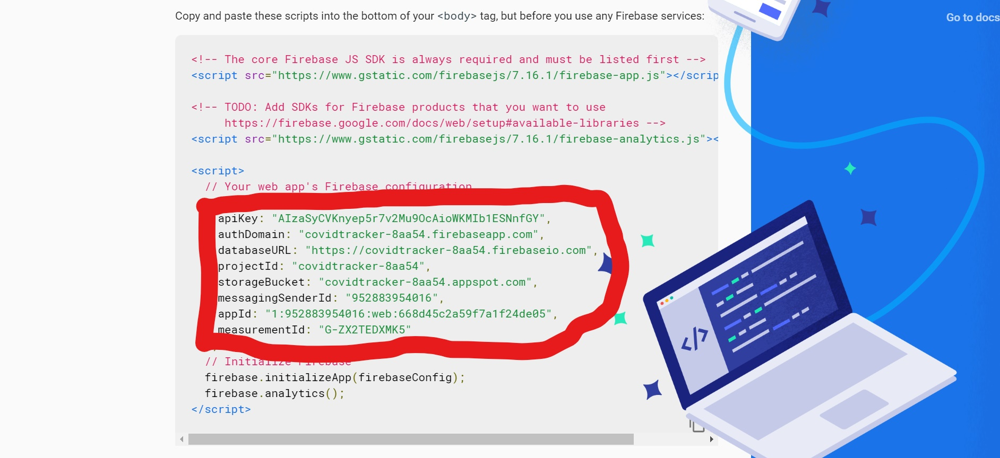 Copy and paste these scripts into the bottom of your <body> tag, but before you use any Firebase services:
Go to docs
<!-- The core Firebase JS SDK is always required and must be listed first -->
<script src="https://www.gstatic.com/firebasejs/7.16.1/firebase-app.js"></scrip
<!-- TODO: Add SDKs for Firebase products that you want to use
https://firebase.google.com/docs/web/setup#available-libraries -->
<script src="https://www.gstatic.com/firebasejs/7.16.1/firebase-analytics.js"><
<script>
// Your web app's Firebase configuration
apiKey: "AIzaSyCVKnyep5r7v2Mu9OcAioWKMIb1ESNnfGY",
authDomain: "covidtracker-8aa54.firebaseapp.com",
databaseURL: "https://covidtracker-8aa54.firebaseio.com",
projectId: "covidtracker-8aa54",
storageBucket: "covidtracker-8aa54.appspot.com",
messagingSenderId: "952883954016",
appId: "1:952883954016:web:668d45c2a59f7a1f24de05",
measurementId: "G-ZX2TEDXMK5"
// Initialize Firebase
firebase.initializeApp(firebaseConfig);
firebase.analytics();
</script>
</>